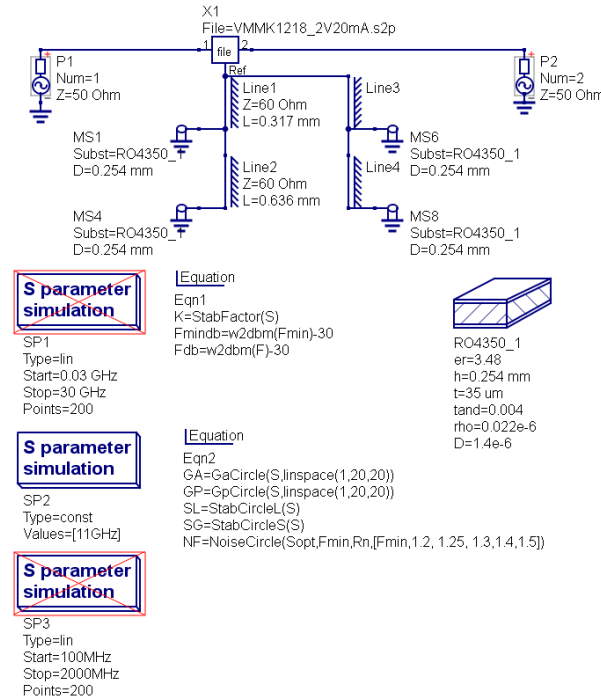 X1
File=VMMK1218_2V20mA.s2p
1
file
2
Ref
P1
Num=1
Z=50 Ohm
P2
Num=2
Z=50 Ohm
Line1
Z=60 Ohm
L=0.317 mm
Line3
MS1
Subst=RO4350_1
D=0.254 mm
MS6
Subst=RO4350_1
D=0.254 mm
Line2
Z=60 Ohm
L=0.636 mm
Line4
MS4
Subst=RO4350_1
D=0.254 mm
MS8
Subst=RO4350_1
D=0.254 mm
S parameter
simulation
SP1
Type=lin
Start=0.03 GHz
Stop=30 GHz
Points=200
Equation
Eqn1
K=StabFactor(S)
Fmindb=w2dbm(Fmin)-30
Fdb=w2dbm(F)-30
RO4350_1
er=3.48
h=0.254 mm
t=35 um
tand=0.004
rho=0.022e-6
D=1.4e-6
S parameter
simulation
SP2
Type=const
Values=[11GHz]
Equation
Eqn2
GA=GaCircle(S,linspace(1,20,20))
GP=GpCircle(S,linspace(1,20,20))
SL=StabCircleL(S)
SG=StabCircleS(S)
NF=NoiseCircle(Sopt,Fmin,Rn,[Fmin,1.2, 1.25, 1.3,1.4,1.5])
S parameter
simulation
SP3
Type=lin
Start=100MHz
Stop=2000MHz
Points=200